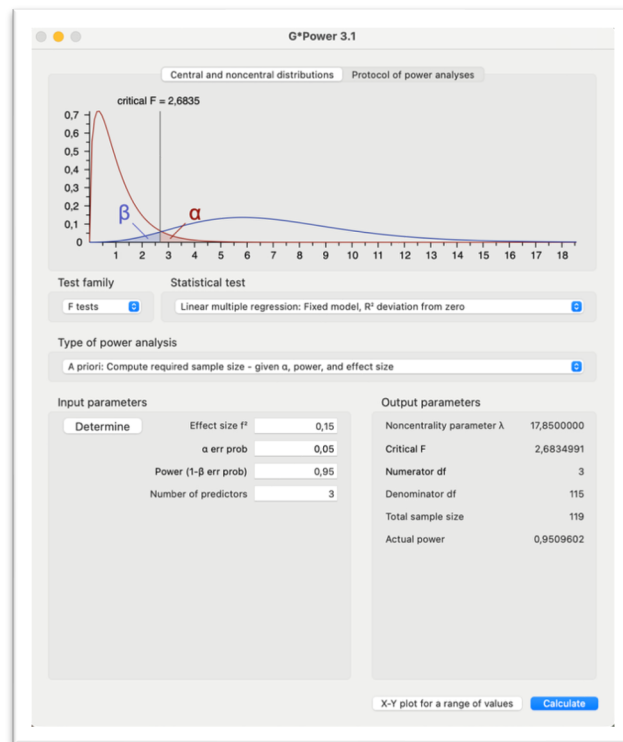 G*Power 3.1
Central and noncentral distributions Protocol of power analyses
critical F = 2,6835
0,7
0,6
0,5
0,4
0,3
0,2
0,1
0
β α
1 2 3 4 5 6 7 8 9 10 11 12 13 14 15 16 17 18
Test family Statistical test
F tests Linear multiple regression: Fixed model, R² deviation from zero
Type of power analysis
A priori: Compute required sample size - given α, power, and effect size
Input parameters Output parameters
Determine Effect size f² 0,15 Noncentrality parameter λ 17,8500000
α err prob 0,05 Critical F 2,6834991
Power (1-β err prob) 0,95 Numerator df 3
Number of predictors 3 Denominator df 115
Total sample size 119
Actual power 0,9509602
X-Y plot for a range of values Calculate